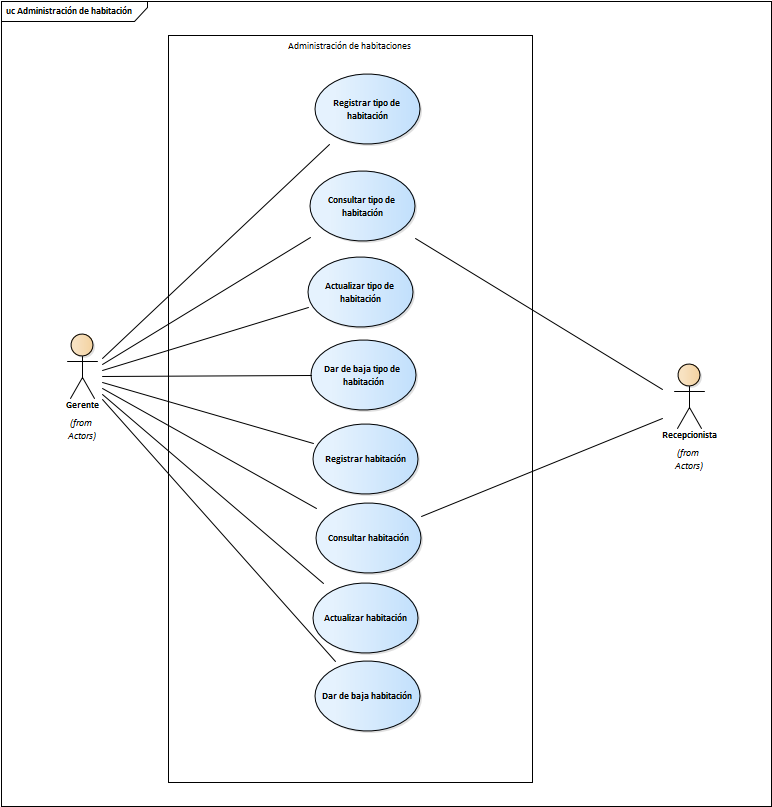 uc Administración de habitación
Administración de habitaciones
Registrar tipo de
habitación
Consultar tipo de
habitación
Actualizar tipo de
habitación
Dar de baja tipo de
habitación
Gerente
(from
Actors)
Recepcionista
(from
Actors)
Registrar habitación
Consultar habitación
Actualizar habitación
Dar de baja habitación